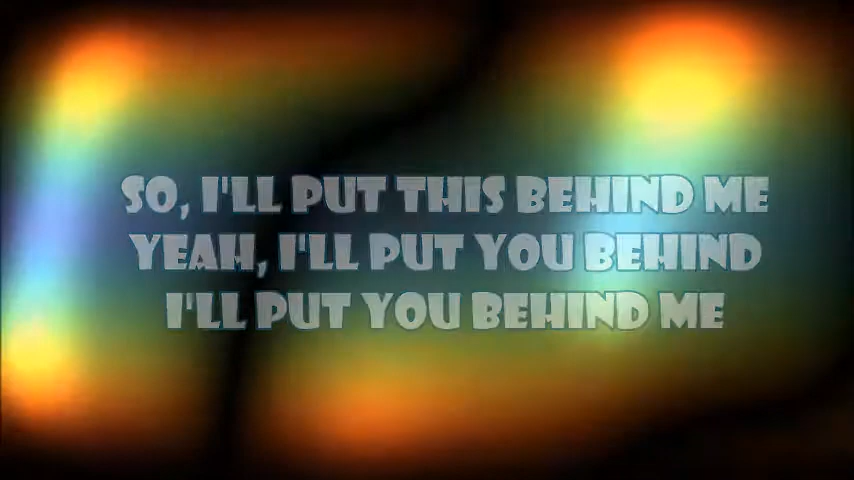 SO, I'LL PUT THIS BEHIND ME
YEAH, I'LL PUT YOU BEHIND
I'LL PUT YOU BEHIND ME